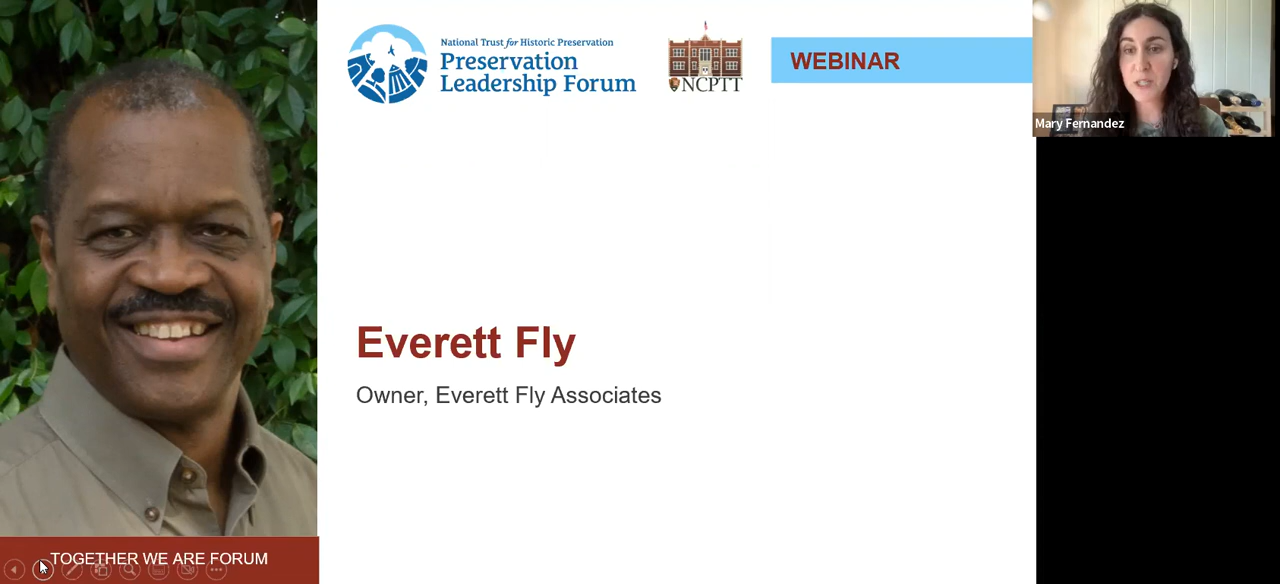 National Trust for Historic Preservation
Preservation
Leadership Forum
NCPTT
WEBINAR
Mary Fernandez
Everett Fly
Owner, Everett Fly Associates
TOGETHER WE ARE FORUM